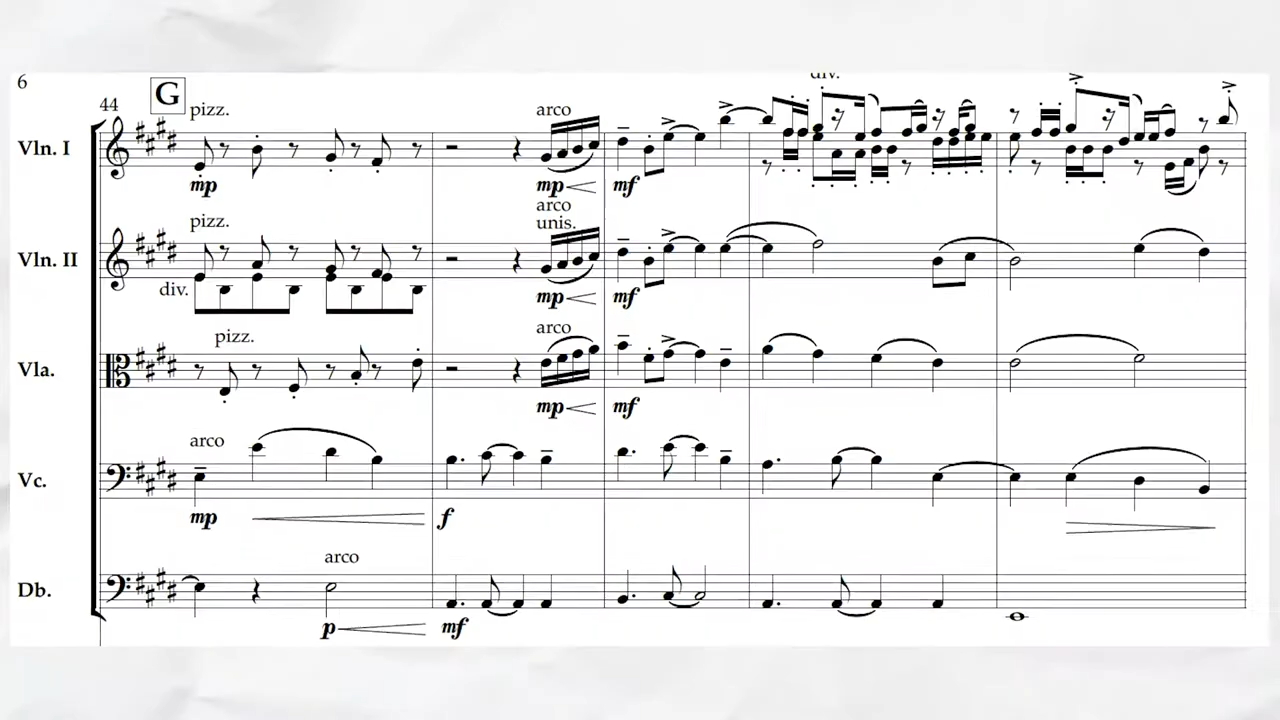 6
44
G
pizz.
arco
div.
Vln. I
mp
mp
mf
pizz.
arco
unis.
Vln. II
div.
mp
mf
pizz.
arco
Vla.
mp
mf
arco
Vc.
mp
f
arco
Db.
p
mf